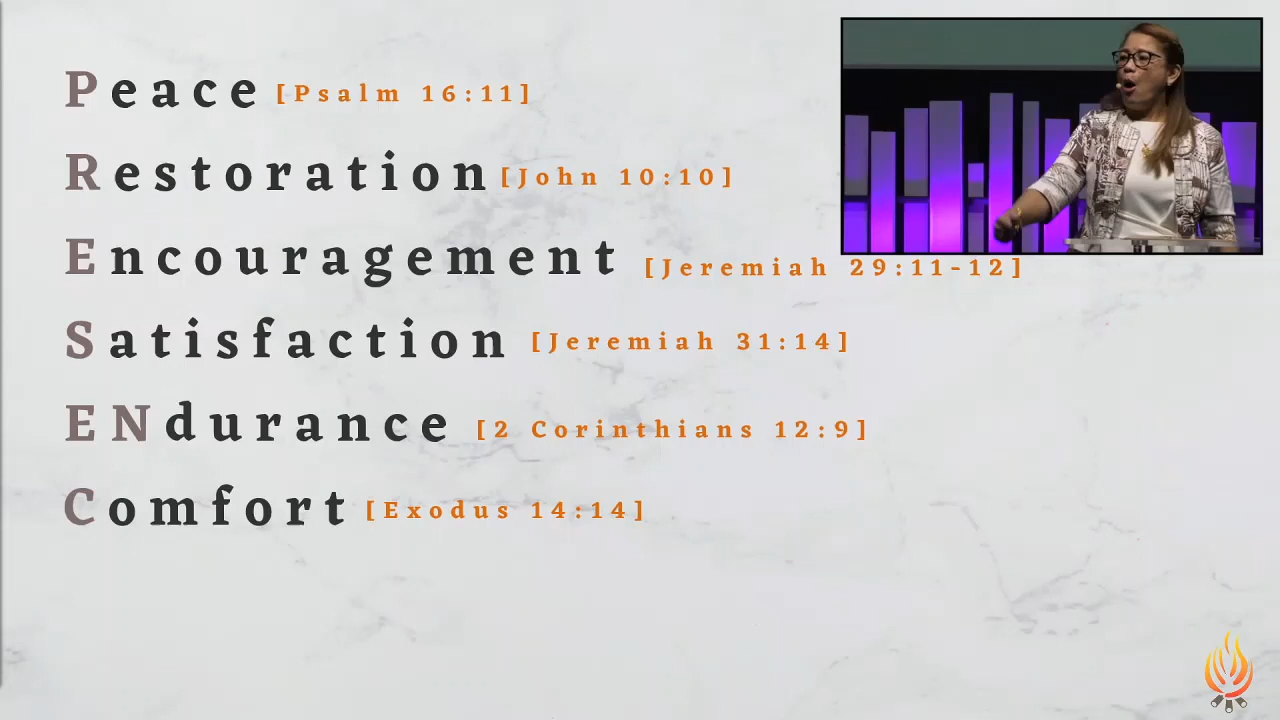 Peace [Psalm 16:11]
Restoration [John 10:10]
Encouragement [Jeremiah 29:11-12]
Satisfaction [Jeremiah 31:14]
ENdurance [2 Corinthians 12:9]
Comfort [Exodus 14:14]